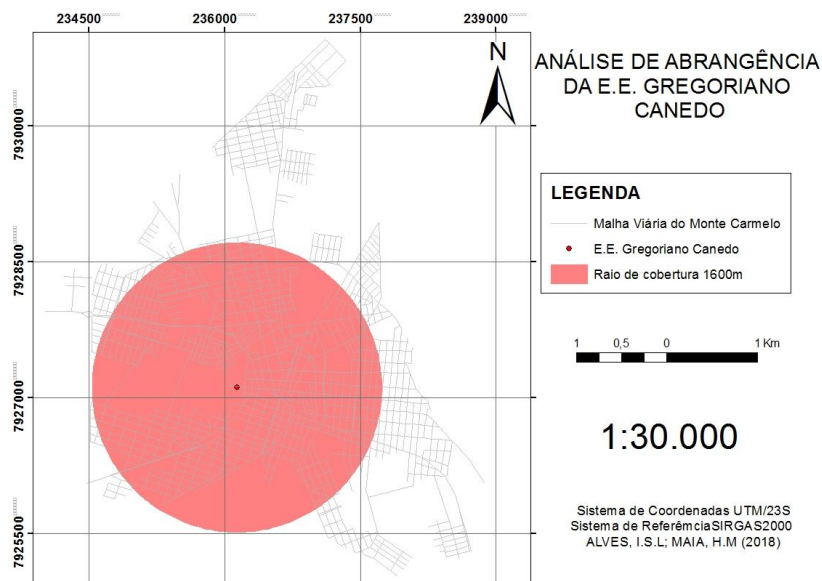 234500 236000 237500 239000
7930000
7928500
7927000
7925500
N
ANÁLISE DE ABRANGÊNCIA
DA E.E. GREGORIANO
CANEDO
LEGENDA
Malha Viária do Monte Carmelo
E.E. Gregoriano Canedo
Raio de cobertura 1600m
1 0,5 0 1 Km
1:30.000
Sistema de Coordenadas UTM/23S
Sistema de ReferêmciaSIRGAS2000
ALVES, I.S.L; MAIA, H.M (2018)